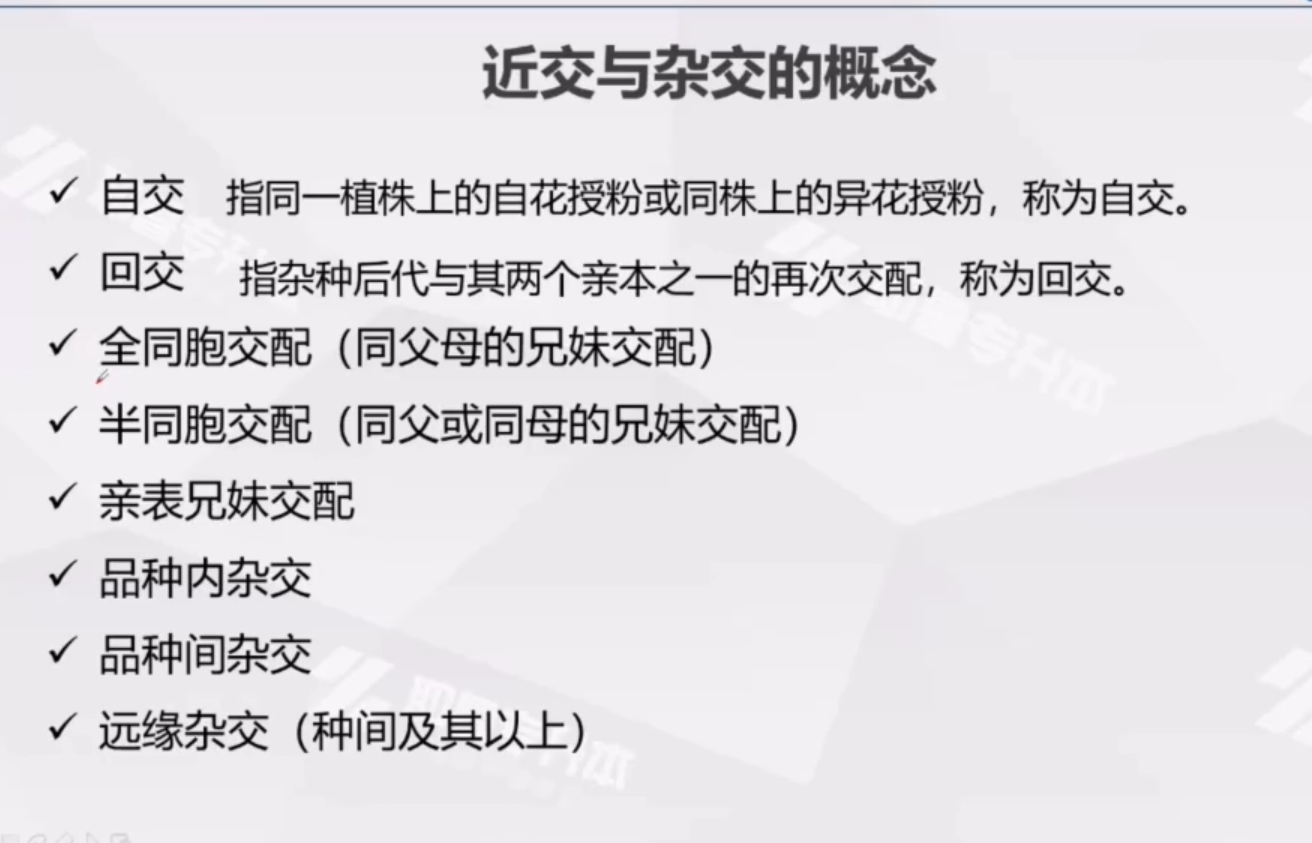 近交与杂交的概念
✓ 自交 指同一植株上的自花授粉或同株上的异花授粉，称为自交。
✓ 回交 指杂种后代与其两个亲本之一的再次交配，称为回交。
✓ 全同胞交配（同父母的兄妹交配）
✓ 半同胞交配（同父或同母的兄妹交配）
✓ 亲表兄妹交配
✓ 品种内杂交
✓ 品种间杂交
✓ 远缘杂交（种间及其以上）